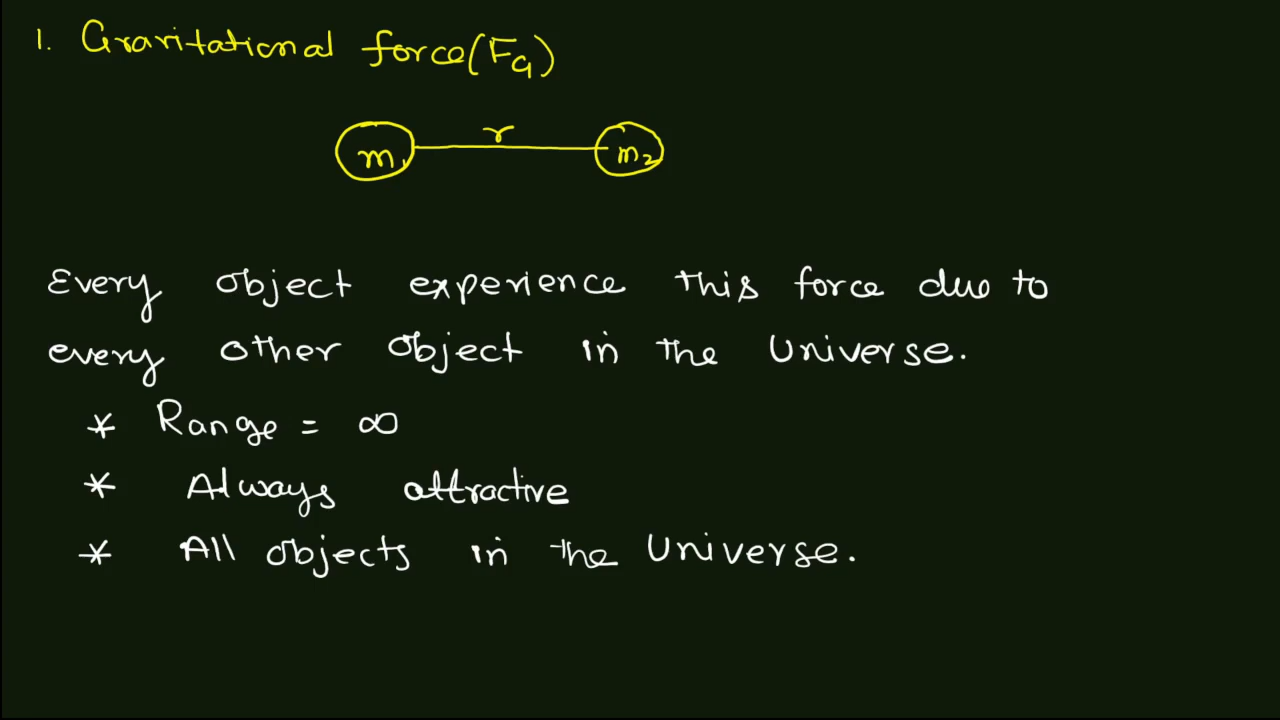 1. Gravitational force (FG)
r
m1 m2
Every object experience this force due to
every other object in the Universe.
* Range = ∞
* Always attractive
* All objects in the Universe.